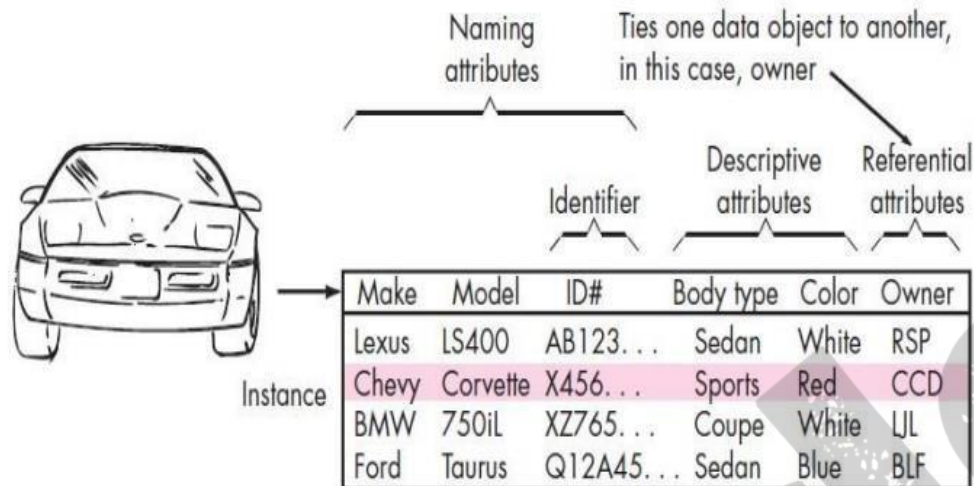 Naming
attributes
Ties one data object to another,
in this case, owner
Identifier
Descriptive
attributes
Referential
attributes
Make Model ID# Body type Color Owner
Lexus LS400 AB123. . . Sedan White RSP
Instance
Chevy Corvette X456. . . Sports Red CCD
BMW 750iL XZ765. . . Coupe White LJL
Ford Taurus Q12A45. . . Sedan Blue BLF